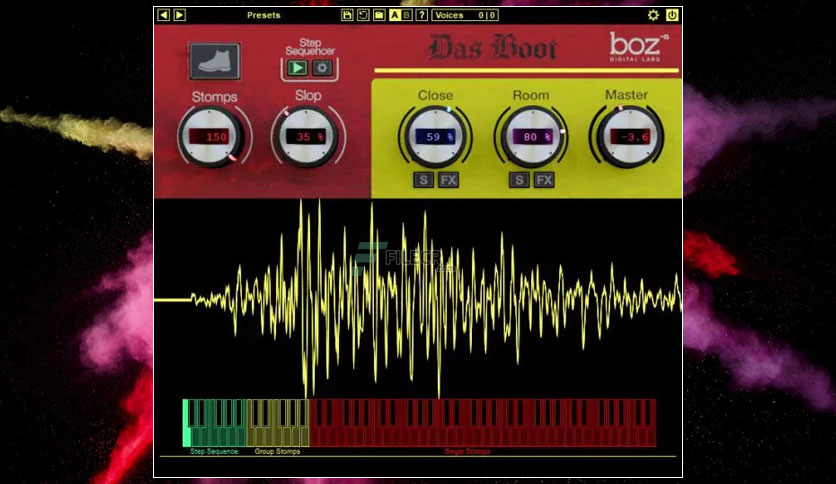 Presets
A B
?
Voices 0 | 0
Step
Sequencer
Das Boot
boz
DIGITAL LABS
Stomps
Slop
Close
Room
Master
150
35 %
59 %
80 %
-3.6
S FX
S FX
FILECR
.com
Step Sequence
Group Stomps
Single Stomps